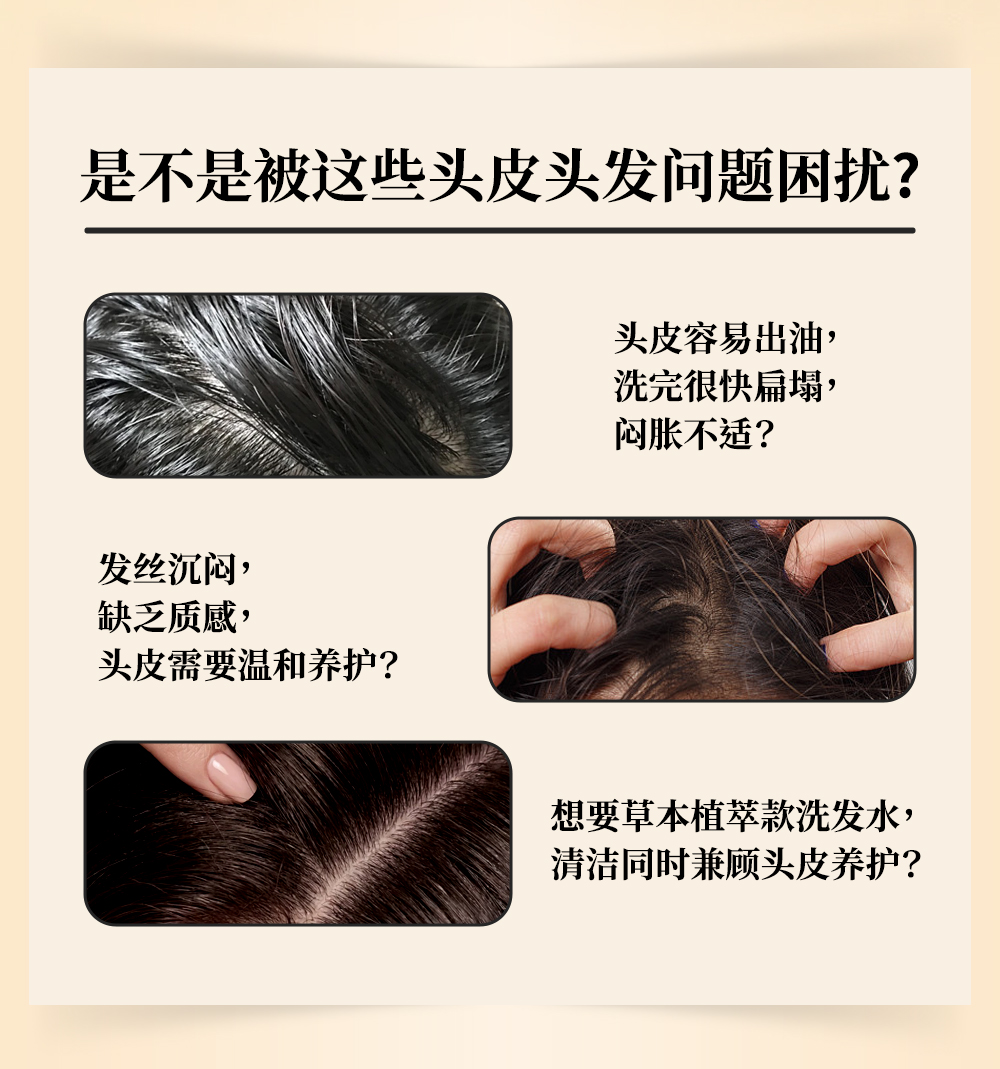 是不是被这些头皮头发问题困扰?
头皮容易出油，
洗完很快扁塌，
闷胀不适?
发丝沉闷，
缺乏质感，
头皮需要温和养护?
想要草本植萃款洗发水，
清洁同时兼顾头皮养护?